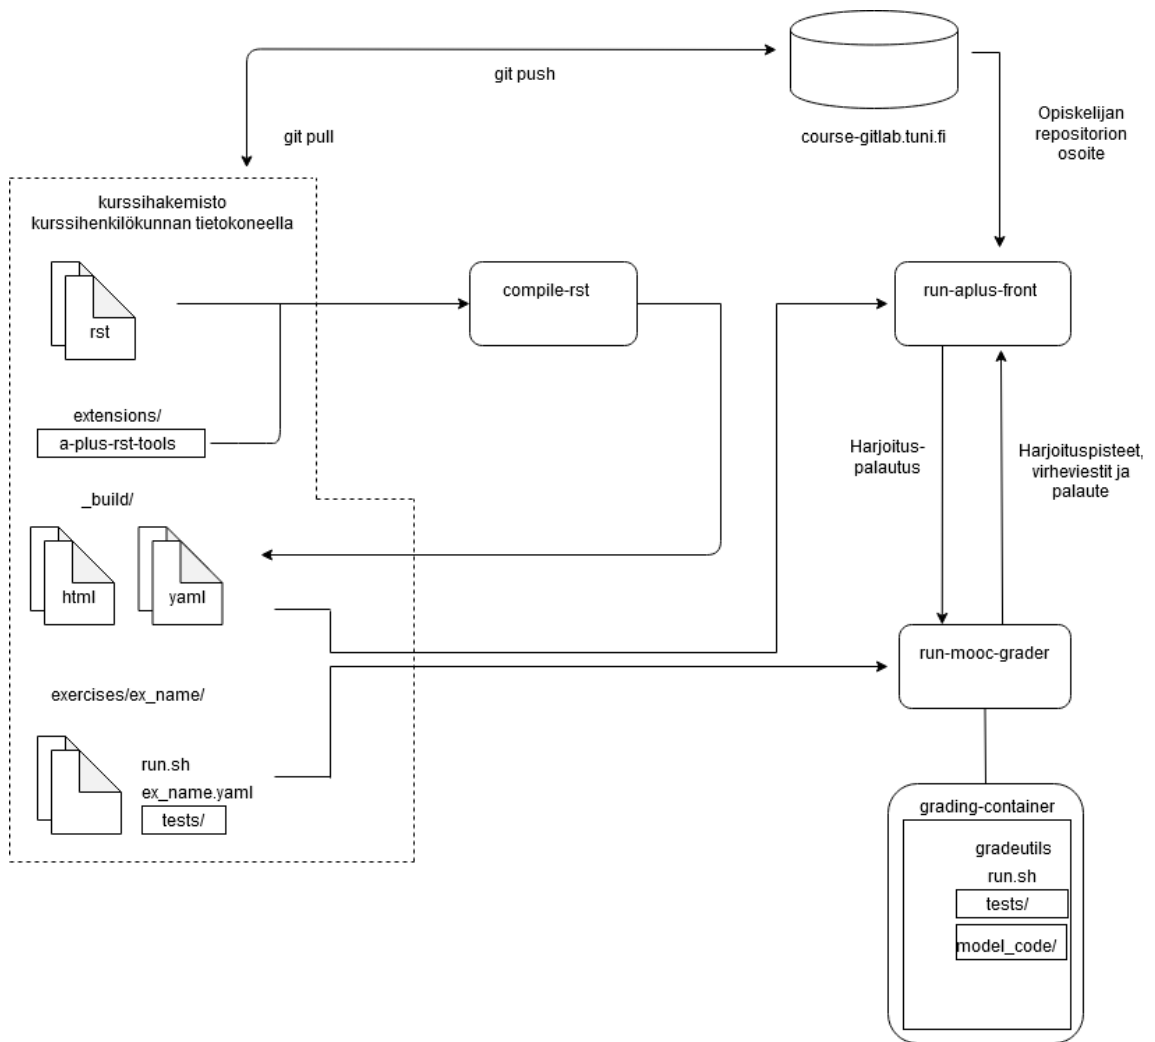 git push
git pull
course-gitlab.tuni.fi
Opiskelijan
repositorion
osoite
kurssihakemisto
kurssihenkilökunnan tietokoneella
rst
compile-rst
run-aplus-front
extensions/
a-plus-rst-tools
_build/
html
yaml
Harjoitus-
palautus
Harjoituspisteet,
virheviestit ja
palaute
run-mooc-grader
exercises/ex_name/
run.sh
ex_name.yaml
tests/
grading-container
gradeutils
run.sh
tests/
model_code/